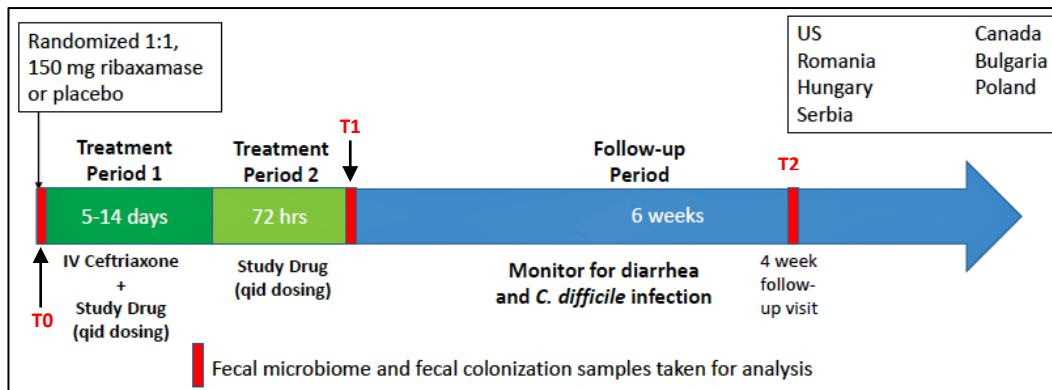 Randomized 1:1,
150 mg ribaxamase
or placebo
US
Romania
Hungary
Serbia
Canada
Bulgaria
Poland
Treatment
Period 1
Treatment
Period 2
T1
Follow-up
Period
T2
5-14 days
72 hrs
6 weeks
IV Ceftriaxone
+
Study Drug
(qid dosing)
T0
Study Drug
(qid dosing)
Monitor for diarrhea
and C. difficile infection
4 week
follow-
up visit
Fecal microbiome and fecal colonization samples taken for analysis